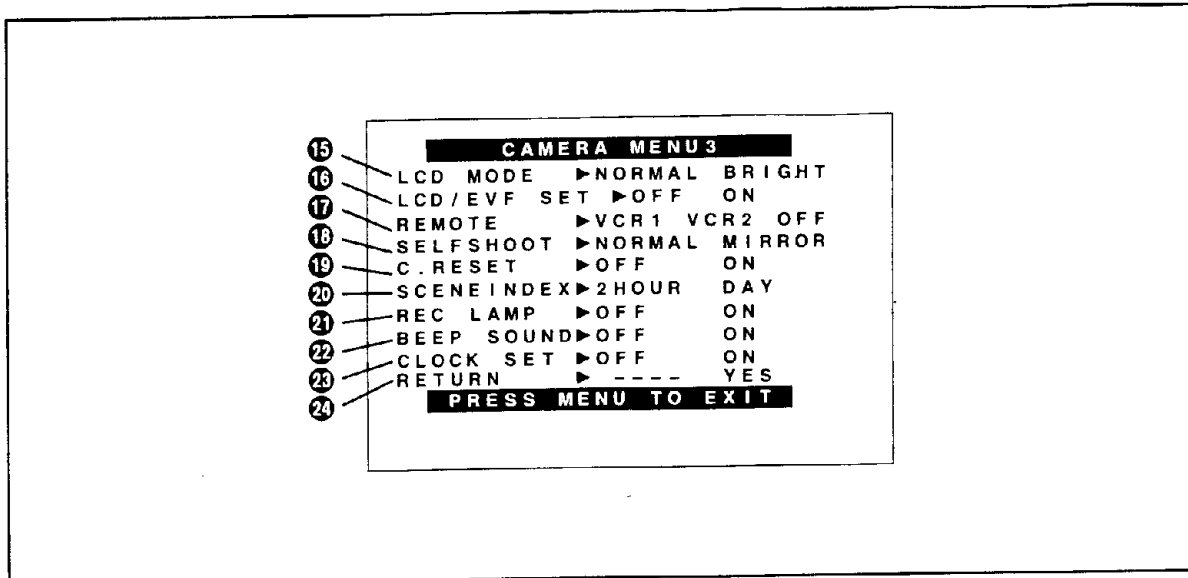 CAMERA MENU3
15 LCD MODE ▶NORMAL BRIGHT
16 LCD/EVF SET ▶OFF ON
17 REMOTE ▶VCR1 VCR2 OFF
18 SELFSHOOT ▶NORMAL MIRROR
19 C.RESET ▶OFF ON
20 SCENEINDEX▶2HOUR DAY
21 REC LAMP ▶OFF ON
22 BEEP SOUND▶OFF ON
23 CLOCK SET ▶OFF ON
24 RETURN ▶ ---- YES
PRESS MENU TO EXIT